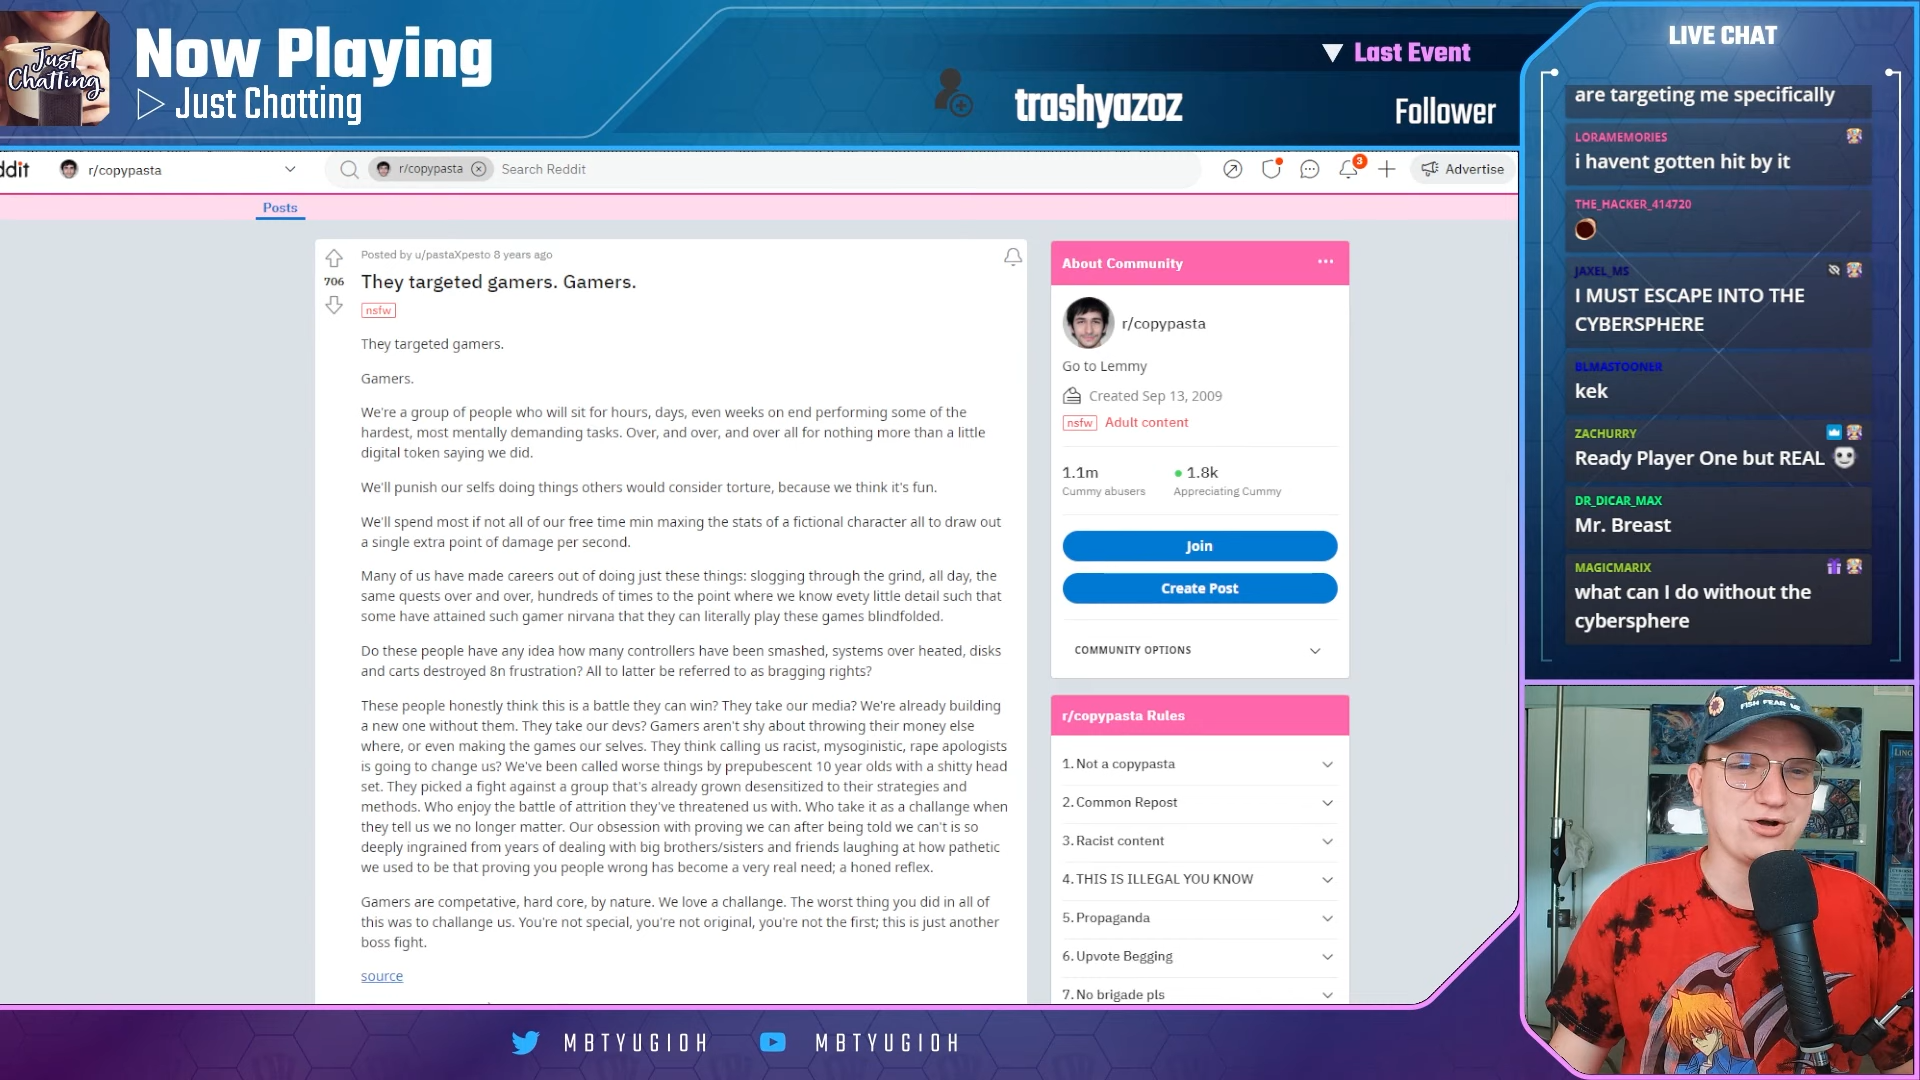 Just
Chatting
Now Playing
Just Chatting
Last Event
trashyazoz
Follower
LIVE CHAT
are targeting me specifically
LORAMEMORIES
i havent gotten hit by it
THE_HACKER_414720
JAXEL_MS
I MUST ESCAPE INTO THE
CYBERSPHERE
BLMASTOONER
kek
ZACHURRY
Ready Player One but REAL
DR_DICAR_MAX
Mr. Breast
MAGICMARIX
what can I do without the
cybersphere
ddit
r/copypasta
r/copypasta
Search Reddit
3
Advertise
Posts
Posted by u/pastaXpesto 8 years ago
706
They targeted gamers. Gamers.
nsfw
They targeted gamers.
Gamers.
We're a group of people who will sit for hours, days, even weeks on end performing some of the
hardest, most mentally demanding tasks. Over, and over, and over all for nothing more than a little
digital token saying we did.
We'll punish our selfs doing things others would consider torture, because we think it's fun.
We'll spend most if not all of our free time min maxing the stats of a fictional character all to draw out
a single extra point of damage per second.
Many of us have made careers out of doing just these things: slogging through the grind, all day, the
same quests over and over, hundreds of times to the point where we know evety little detail such that
some have attained such gamer nirvana that they can literally play these games blindfolded.
Do these people have any idea how many controllers have been smashed, systems over heated, disks
and carts destroyed 8n frustration? All to latter be referred to as bragging rights?
These people honestly think this is a battle they can win? They take our media? We're already building
a new one without them. They take our devs? Gamers aren't shy about throwing their money else
where, or even making the games our selves. They think calling us racist, mysoginistic, rape apologists
is going to change us? We've been called worse things by prepubescent 10 year olds with a shitty head
set. They picked a fight against a group that's already grown desensitized to their strategies and
methods. Who enjoy the battle of attrition they've threatened us with. Who take it as a challange when
they tell us we no longer matter. Our obsession with proving we can after being told we can't is so
deeply ingrained from years of dealing with big brothers/sisters and friends laughing at how pathetic
we used to be that proving you people wrong has become a very real need; a honed reflex.
Gamers are competative, hard core, by nature. We love a challange. The worst thing you did in all of
this was to challange us. You're not special, you're not original, you're not the first; this is just another
boss fight.
source
About Community
r/copypasta
Go to Lemmy
Created Sep 13, 2009
nsfw Adult content
1.1m
1.8k
Cummy abusers
Appreciating Cummy
Join
Create Post
COMMUNITY OPTIONS
r/copypasta Rules
1. Not a copypasta
2. Common Repost
3. Racist content
4. THIS IS ILLEGAL YOU KNOW
5. Propaganda
6. Upvote Begging
7. No brigade pls
FISH FEAR ME
MBTYUGIOH
MBTYUGIOH